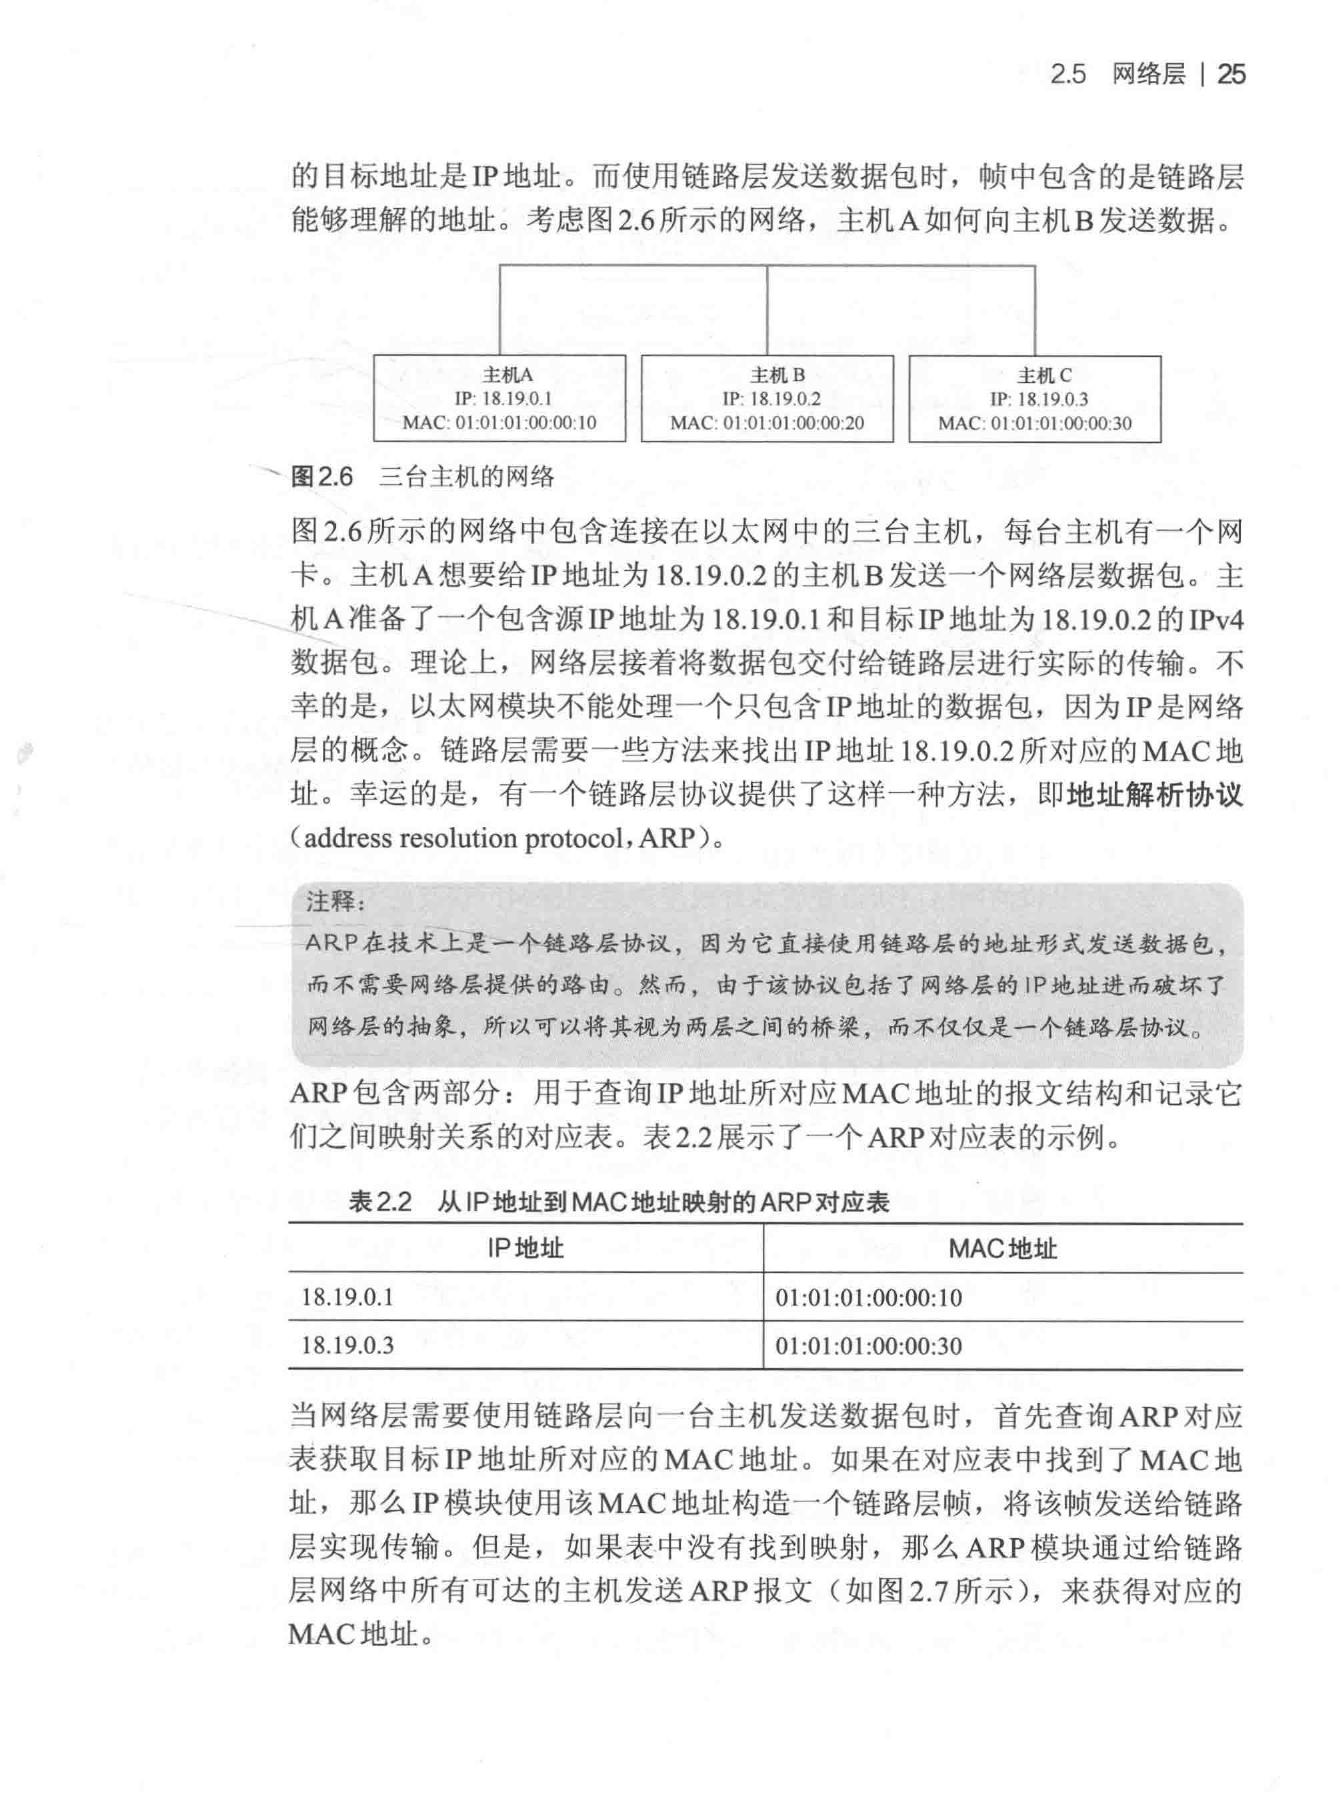 2.5 网络层 | 25
的目标地址是IP地址。而使用链路层发送数据包时，帧中包含的是链路层
能够理解的地址。考虑图2.6所示的网络，主机A如何向主机B发送数据。
主机A
IP: 18.19.0.1
MAC: 01:01:01:00:00:10
主机 B
IP: 18.19.0.2
MAC: 01:01:01:00:00:20
主机 C
IP: 18.19.0.3
MAC: 01:01:01:00:00:30
图2.6 三台主机的网络
图2.6所示的网络中包含连接在以太网中的三台主机，每台主机有一个网
卡。主机A想要给IP地址为18.19.0.2的主机B发送一个网络层数据包。主
机A准备了一个包含源IP地址为18.19.0.1和目标IP地址为18.19.0.2的IPv4
数据包。理论上，网络层接着将数据包交付给链路层进行实际的传输。不
幸的是，以太网模块不能处理一个只包含IP地址的数据包，因为IP是网络
层的概念。链路层需要一些方法来找出IP地址18.19.0.2所对应的MAC地
址。幸运的是，有一个链路层协议提供了这样一种方法，即地址解析协议
（address resolution protocol，ARP）。
注释：
ARP在技术上是一个链路层协议，因为它直接使用链路层的地址形式发送数据包，
而不需要网络层提供的路由。然而，由于该协议包括了网络层的IP地址进而破坏了
网络层的抽象，所以可以将其视为两层之间的桥梁，而不仅仅是一个链路层协议。
ARP包含两部分：用于查询IP地址所对应MAC地址的报文结构和记录它
们之间映射关系的对应表。表2.2展示了一个ARP对应表的示例。
表2.2 从IP地址到MAC地址映射的ARP对应表
IP地址 MAC地址
18.19.0.1 01:01:01:00:00:10
18.19.0.3 01:01:01:00:00:30
当网络层需要使用链路层向一台主机发送数据包时，首先查询ARP对应
表获取目标IP地址所对应的MAC地址。如果在对应表中找到了MAC地
址，那么IP模块使用该MAC地址构造一个链路层帧，将该帧发送给链路
层实现传输。但是，如果表中没有找到映射，那么ARP模块通过给链路
层网络中所有可达的主机发送ARP报文（如图2.7所示），来获得对应的
MAC地址。